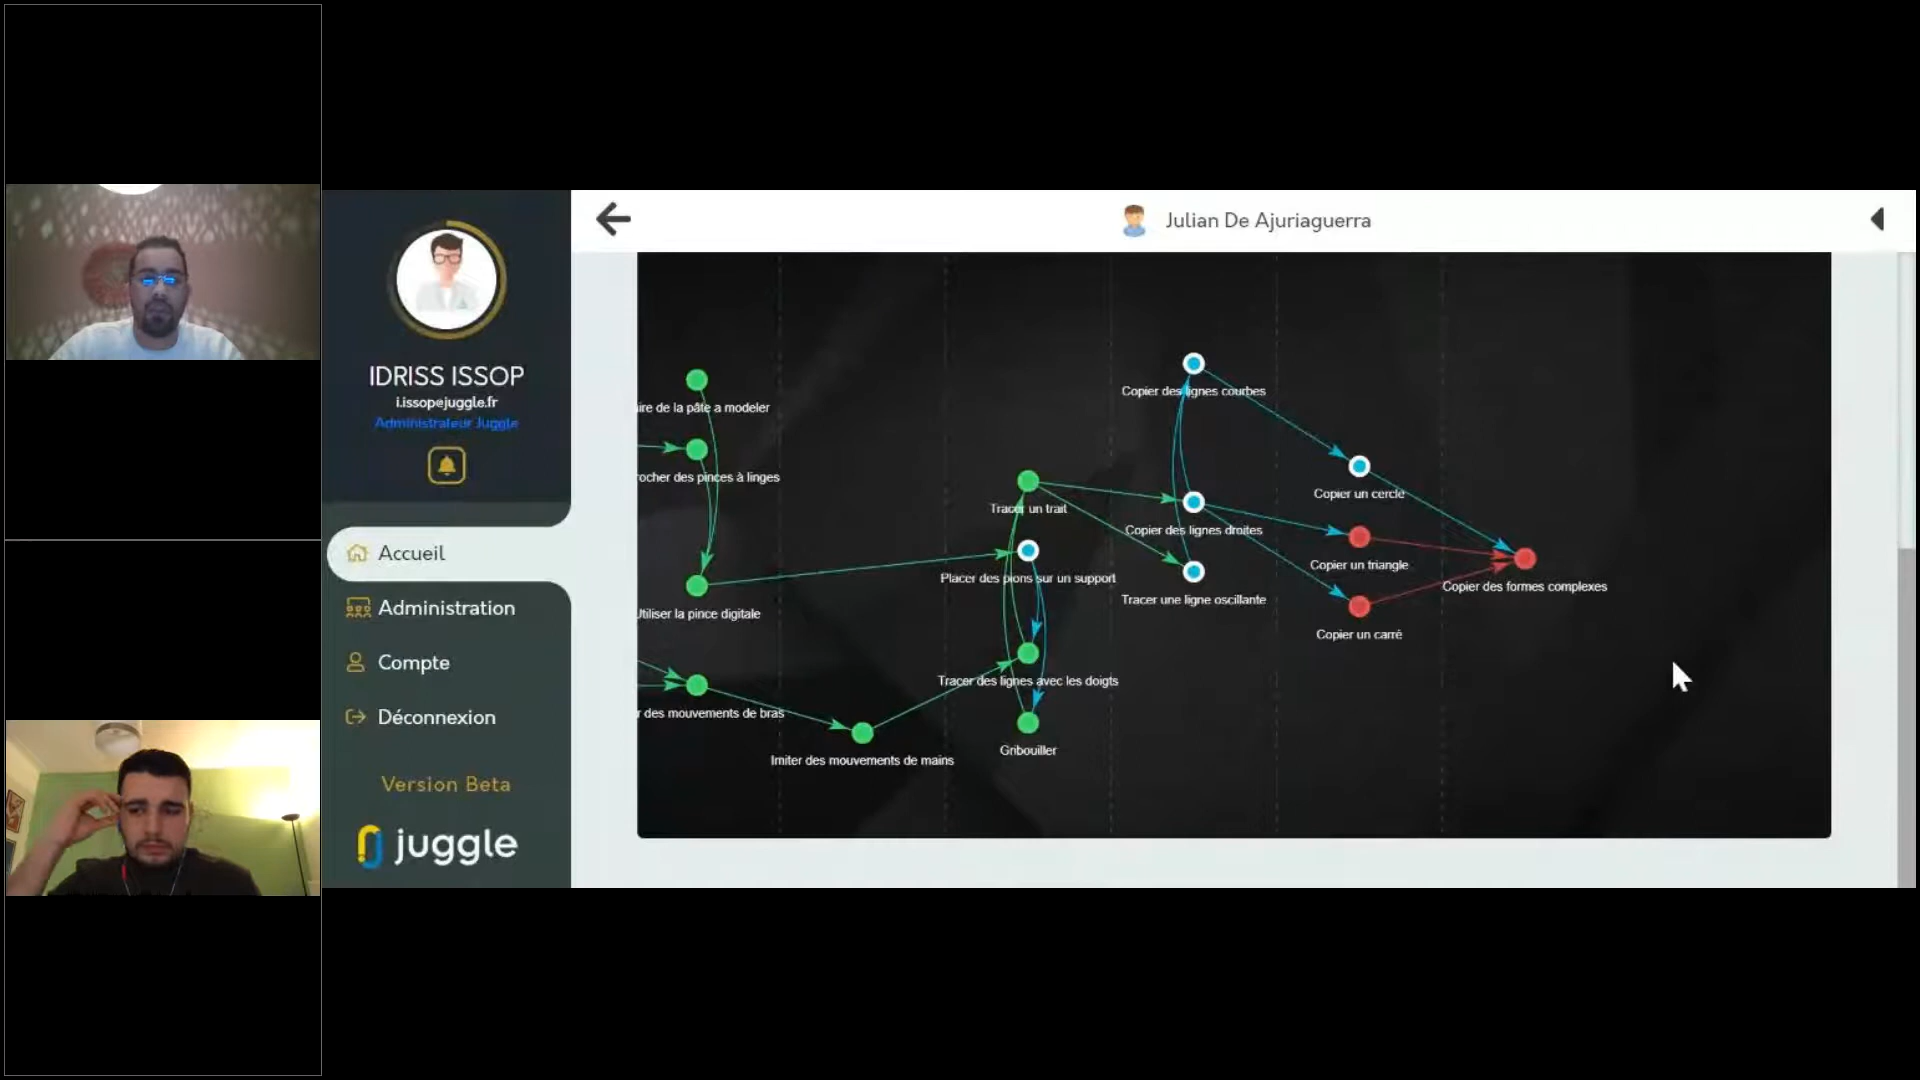 IDRISS ISSOP
i.issopejuggle.fr
Administrateur Juggle
Accueil
Administration
Compte
Déconnexion
Version Beta
juggle
Julian De Ajuriaguerra
ire de la pâte a modeler
rocher des pinces à linges
Utiliser la pince digitale
r des mouvements de bras
Imiter des mouvements de mains
Tracer un trait
Placer des pions sur un support
Tracer des lignes avec les doigts
Gribouiller
Copier des lignes courbes
Copier des lignes droites
Tracer une ligne oscillante
Copier un cercle
Copier un triangle
Copier un carré
Copier des formes complexes